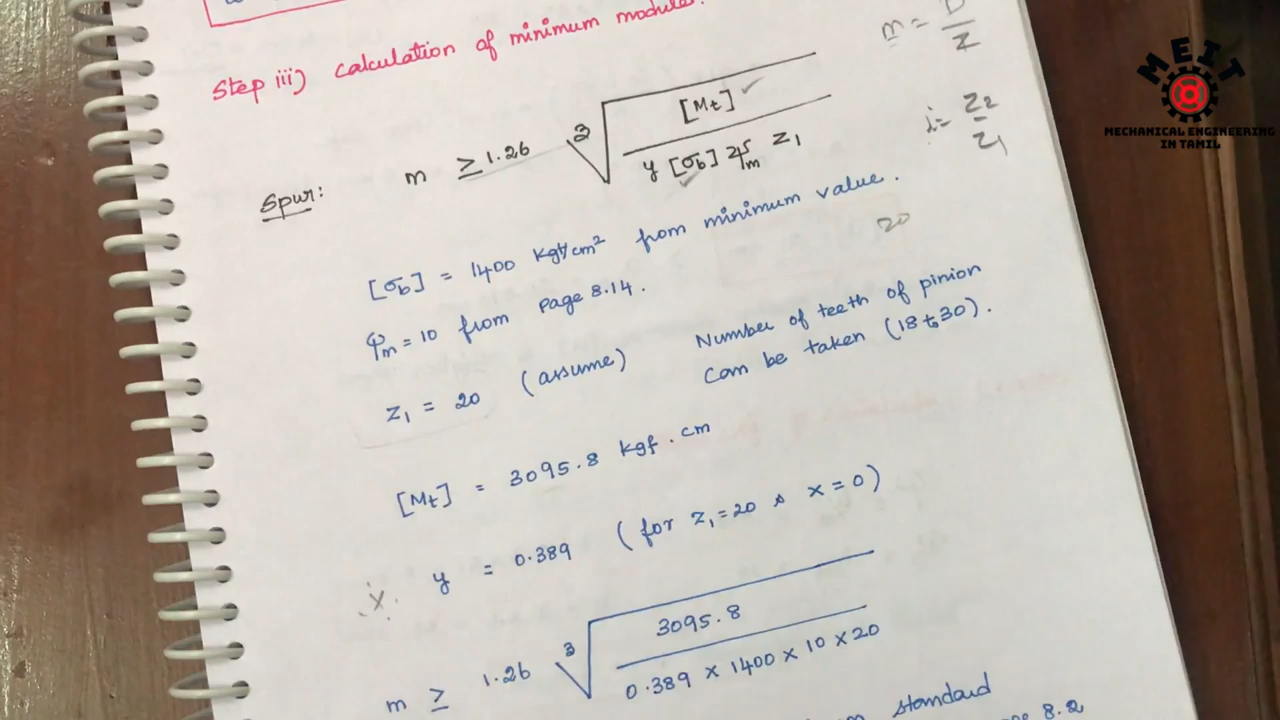 Step iii) calculation of minimum module.
m = D/Z
MEIT
MECHANICAL ENGINEERING
IN TAMIL
i = Z2/Z1
Spur: m ≥ 1.26 ∛([Mt] / y [σb] ψm Z1)
[σb] = 1400 kgf/cm² from minimum value.
20
ψm = 10 from page 8.14.
Z1 = 20 (assume) Number of teeth of pinion
can be taken (18 to 30).
[Mt] = 3095.8 kgf.cm
y = 0.389 (for z1 = 20 & x = 0)
m ≥ 1.26 ∛(3095.8 / 0.389 × 1400 × 10 × 20)
standard
8.2